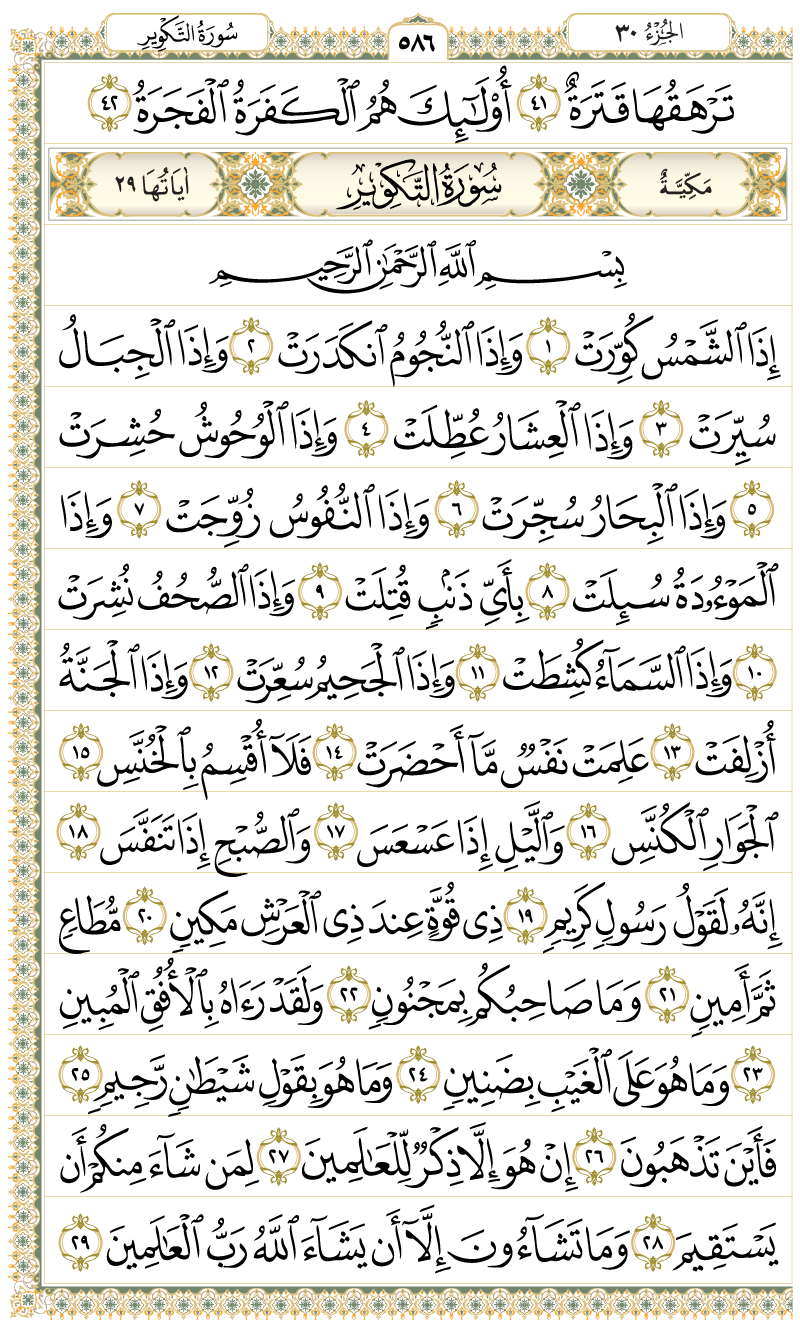 الجُزْءُ ٣٠
٥٨٦
سُورَةُ التَّكْوِيرِ
تَرْهَقُهَا قَتَرَةٌ ٤١ أُوْلَٰٓئِكَ هُمُ ٱلْكَفَرَةُ ٱلْفَجَرَةُ ٤٢
مَكِّيَّةٌ
سُورَةُ التَّكْوِيرِ
اٰيَاتُهَا ٢٩
بِسْمِ ٱللَّهِ ٱلرَّحْمَٰنِ ٱلرَّحِيمِ
إِذَا ٱلشَّمْسُ كُوِّرَتْ ١ وَإِذَا ٱلنُّجُومُ ٱنكَدَرَتْ ٢ وَإِذَا ٱلْجِبَالُ
سُيِّرَتْ ٣ وَإِذَا ٱلْعِشَارُ عُطِّلَتْ ٤ وَإِذَا ٱلْوُحُوشُ حُشِرَتْ
٥ وَإِذَا ٱلْبِحَارُ سُجِّرَتْ ٦ وَإِذَا ٱلنُّفُوسُ زُوِّجَتْ ٧ وَإِذَا
ٱلْمَوْءُۥدَةُ سُئِلَتْ ٨ بِأَىِّ ذَنۢبٍ قُتِلَتْ ٩ وَإِذَا ٱلصُّحُفُ نُشِرَتْ
١٠ وَإِذَا ٱلسَّمَآءُ كُشِطَتْ ١١ وَإِذَا ٱلْجَحِيمُ سُعِّرَتْ ١٢ وَإِذَا ٱلْجَنَّةُ
أُزْلِفَتْ ١٣ عَلِمَتْ نَفْسٌ مَّآ أَحْضَرَتْ ١٤ فَلَآ أُقْسِمُ بِٱلْخُنَّسِ ١٥
ٱلْجَوَارِ ٱلْكُنَّسِ ١٦ وَٱلَّيْلِ إِذَا عَسْعَسَ ١٧ وَٱلصُّبْحِ إِذَا تَنَفَّسَ ١٨
إِنَّهُۥ لَقَوْلُ رَسُولٍ كَرِيمٍ ١٩ ذِى قُوَّةٍ عِندَ ذِى ٱلْعَرْشِ مَكِينٍ ٢٠ مُّطَاعٍ
ثَمَّ أَمِينٍ ٢١ وَمَا صَاحِبُكُم بِمَجْنُونٍ ٢٢ وَلَقَدْ رَءَاهُ بِٱلْأُفُقِ ٱلْمُبِينِ
٢٣ وَمَا هُوَ عَلَى ٱلْغَيْبِ بِضَنِينٍ ٢٤ وَمَا هُوَ بِقَوْلِ شَيْطَٰنٍ رَّجِيمٍ ٢٥
فَأَيْنَ تَذْهَبُونَ ٢٦ إِنْ هُوَ إِلَّا ذِكْرٌ لِّلْعَٰلَمِينَ ٢٧ لِمَن شَآءَ مِنكُمْ أَن
يَسْتَقِيمَ ٢٨ وَمَا تَشَآءُونَ إِلَّآ أَن يَشَآءَ ٱللَّهُ رَبُّ ٱلْعَٰلَمِينَ ٢٩